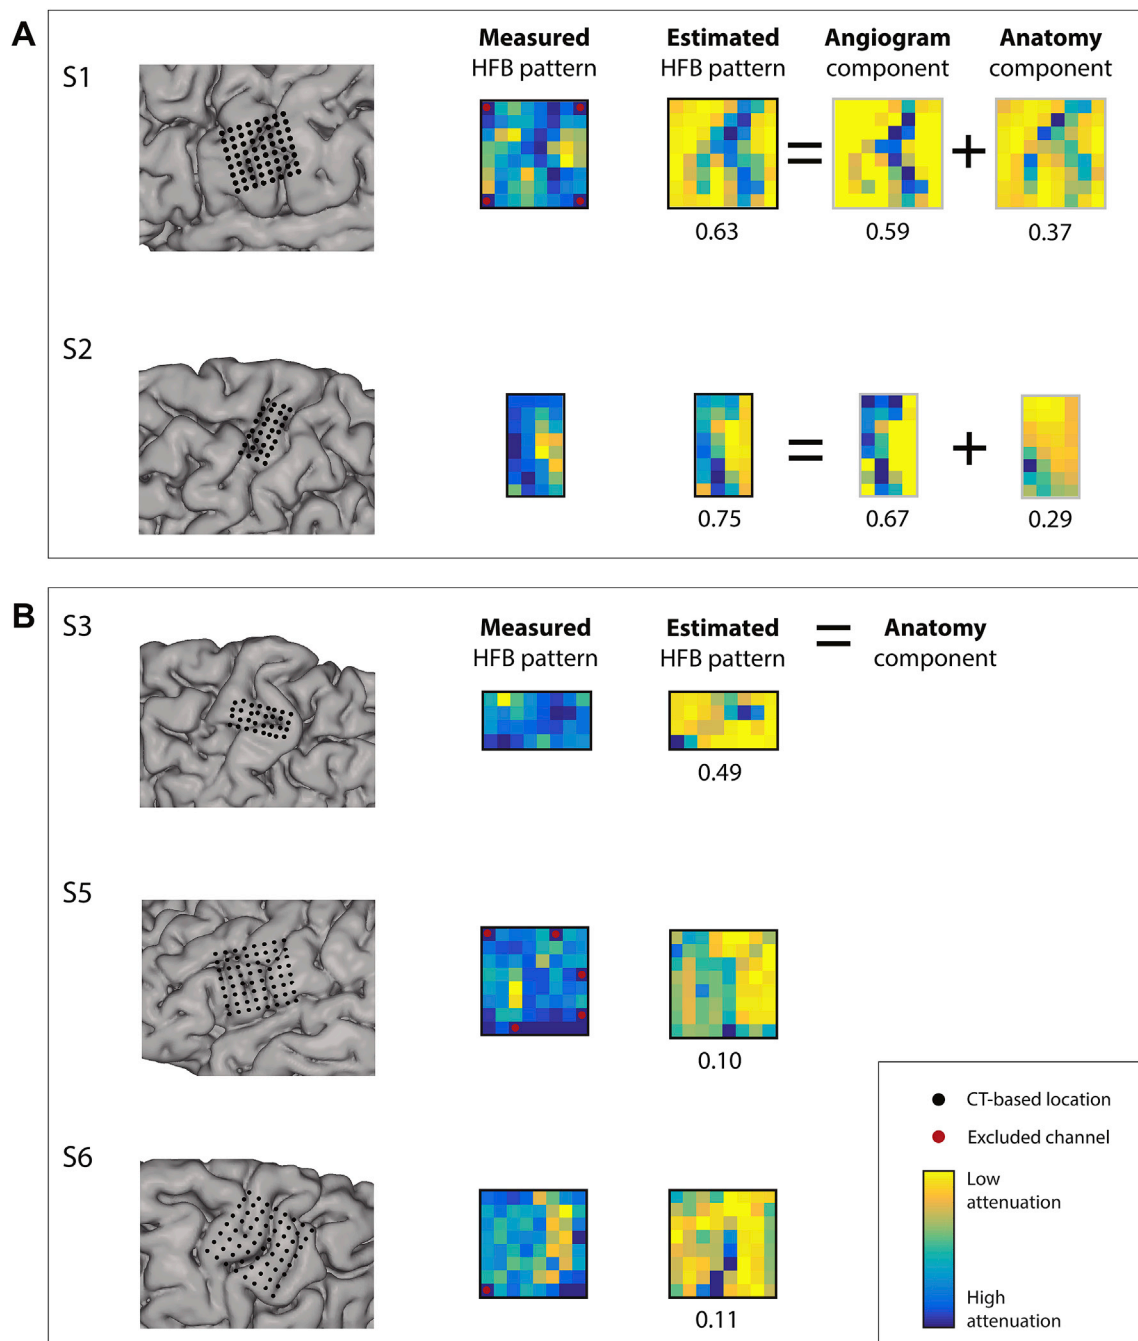 A
S1
Measured
HFB pattern
Estimated
HFB pattern
Angiogram
component
Anatomy
component
=
+
0.63
0.59
0.37
S2
=
+
0.75
0.67
0.29
B
S3
Measured
HFB pattern
Estimated
HFB pattern
=
Anatomy
component
0.49
S5
0.10
S6
0.11
CT-based location
Excluded channel
Low
attenuation
High
attenuation